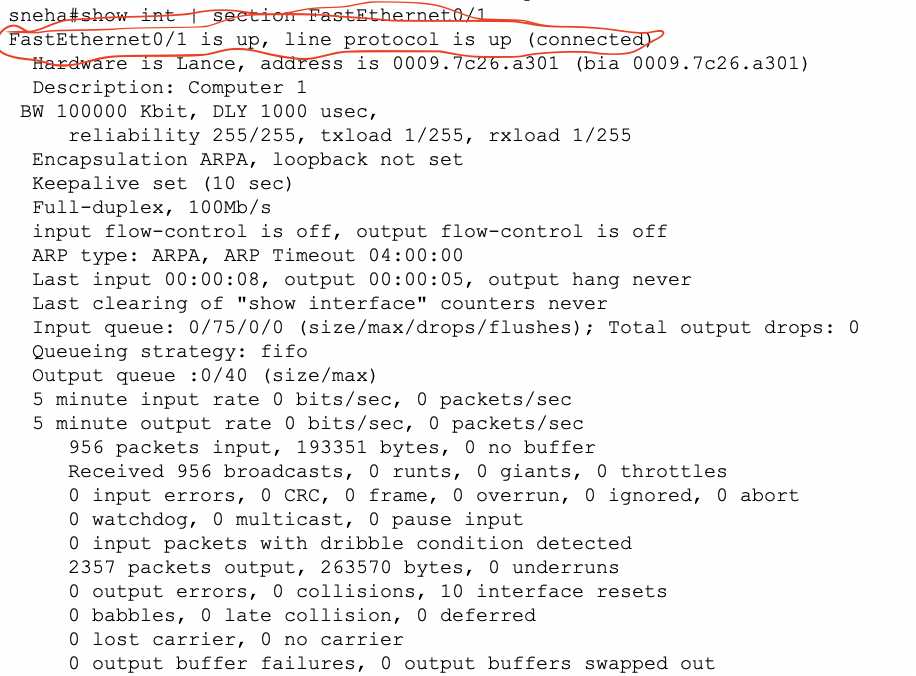 sneha#show int | section FastEthernet0/1
FastEthernet0/1 is up, line protocol is up (connected)
Hardware is Lance, address is 0009.7c26.a301 (bia 0009.7c26.a301)
Description: Computer 1
BW 100000 Kbit, DLY 1000 usec,
reliability 255/255, txload 1/255, rxload 1/255
Encapsulation ARPA, loopback not set
Keepalive set (10 sec)
Full-duplex, 100Mb/s
input flow-control is off, output flow-control is off
ARP type: ARPA, ARP Timeout 04:00:00
Last input 00:00:08, output 00:00:05, output hang never
Last clearing of "show interface" counters never
Input queue: 0/75/0/0 (size/max/drops/flushes); Total output drops: 0
Queueing strategy: fifo
Output queue :0/40 (size/max)
5 minute input rate 0 bits/sec, 0 packets/sec
5 minute output rate 0 bits/sec, 0 packets/sec
956 packets input, 193351 bytes, 0 no buffer
Received 956 broadcasts, 0 runts, 0 giants, 0 throttles
0 input errors, 0 CRC, 0 frame, 0 overrun, 0 ignored, 0 abort
0 watchdog, 0 multicast, 0 pause input
0 input packets with dribble condition detected
2357 packets output, 263570 bytes, 0 underruns
0 output errors, 0 collisions, 10 interface resets
0 babbles, 0 late collision, 0 deferred
0 lost carrier, 0 no carrier
0 output buffer failures, 0 output buffers swapped out